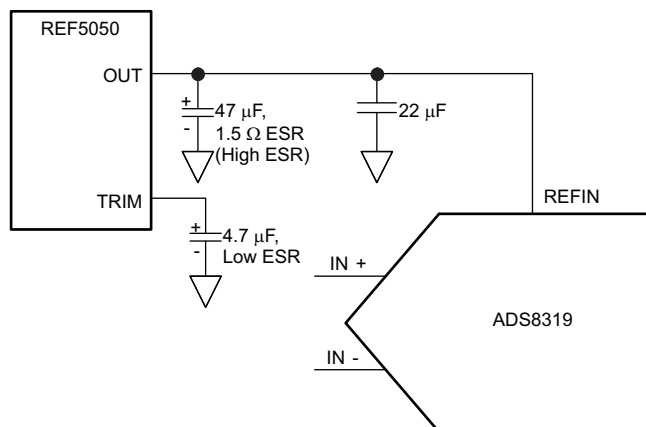 REF5050
OUT
+
-
47 μF,
1.5 Ω ESR
(High ESR)
22 μF
TRIM
+
-
4.7 μF,
Low ESR
REFIN
IN +
ADS8319
IN -